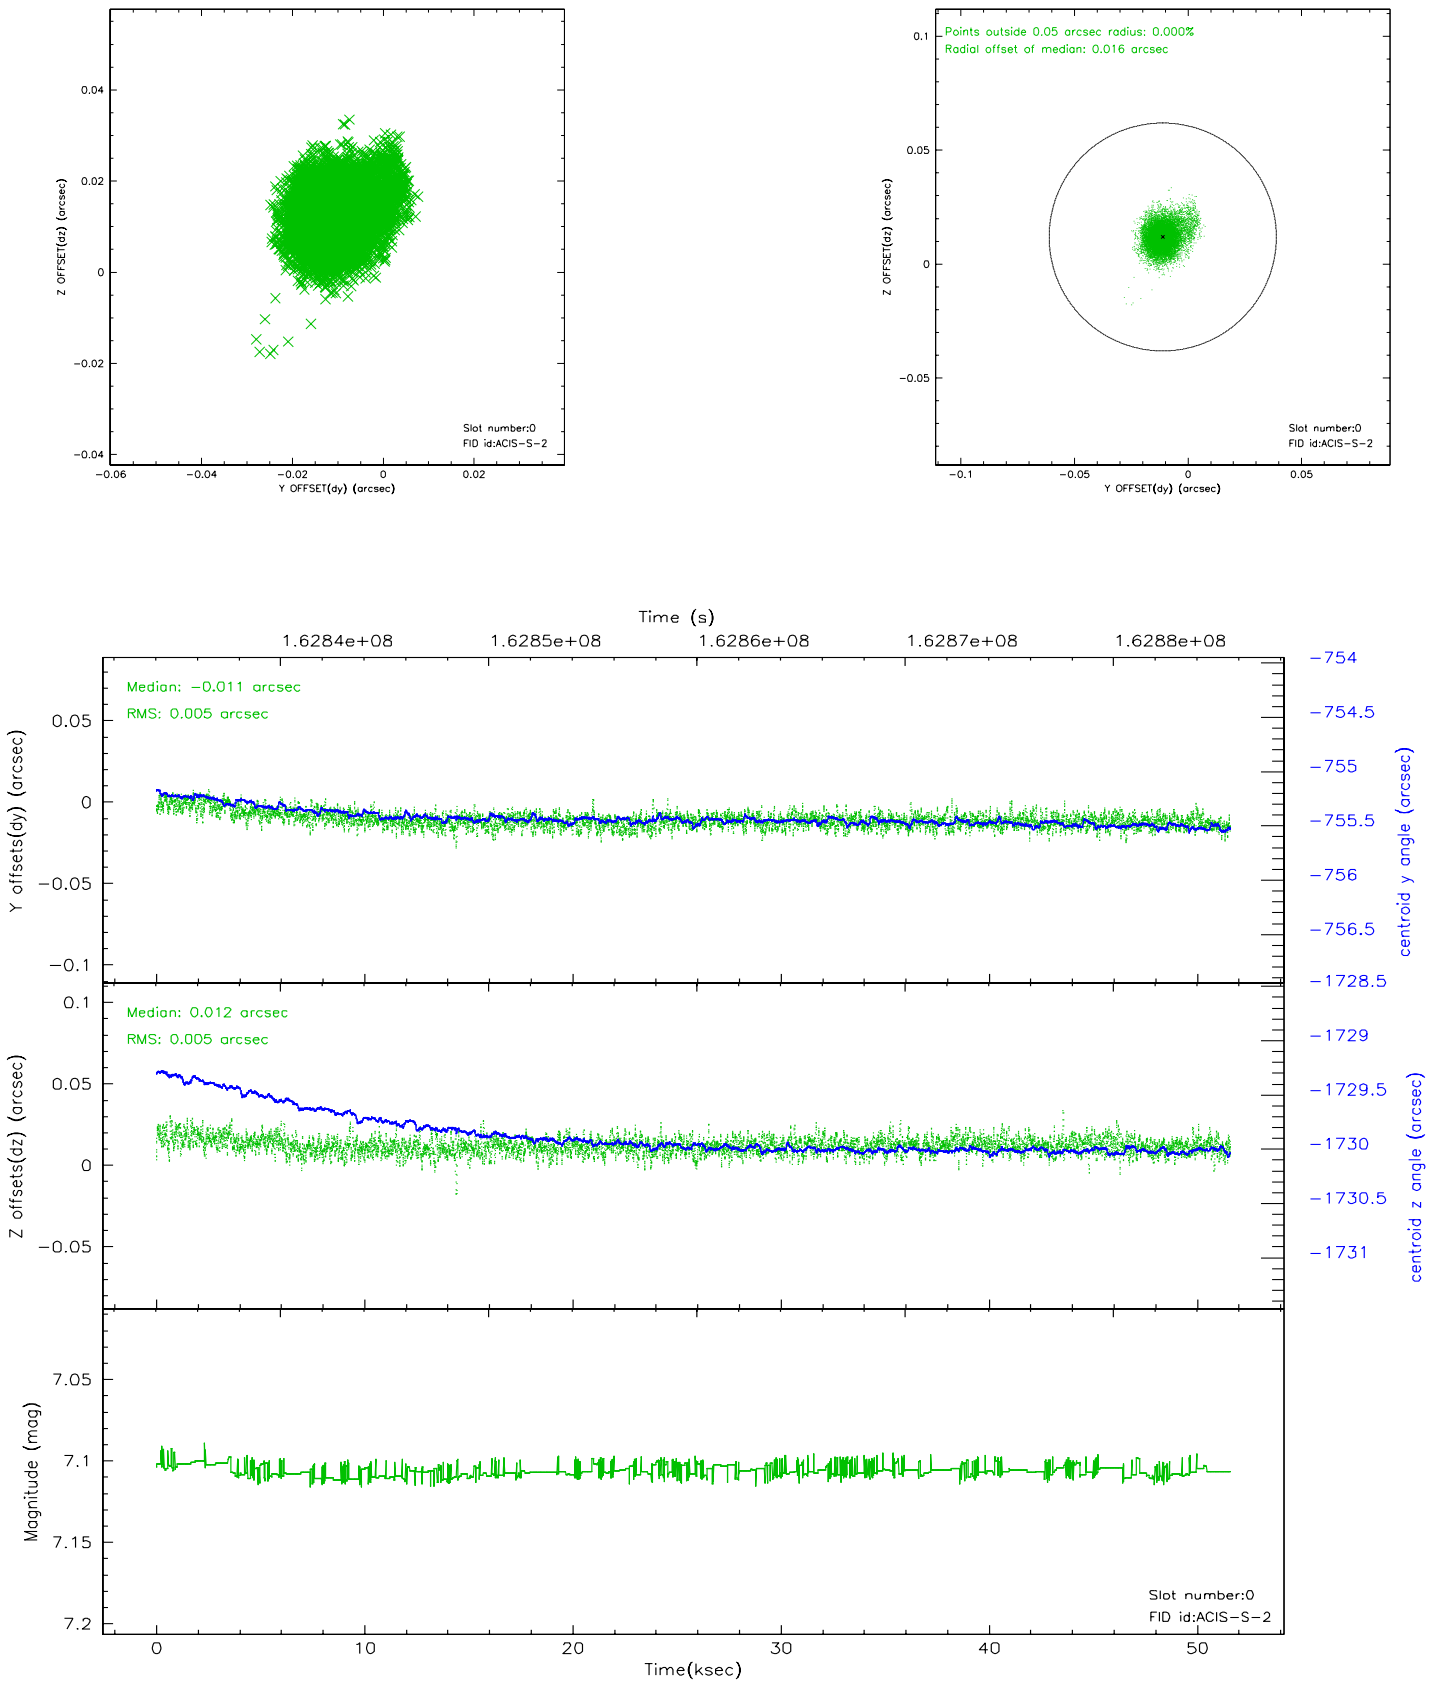 0.04
0.02
0
−0.02
−0.04
Z OFFSET(dz) (arcsec)
Slot number:0
FID id:ACIS−S−2
−0.06
−0.04
−0.02
0
0.02
Y OFFSET(dy) (arcsec)
Points outside 0.05 arcsec radius: 0.000%
Radial offset of median: 0.016 arcsec
0.1
0.05
0
−0.05
Z OFFSET(dz) (arcsec)
Slot number:0
FID id:ACIS−S−2
−0.1
−0.05
0
0.05
Y OFFSET(dy) (arcsec)
Time (s)
1.6284e+08
1.6285e+08
1.6286e+08
1.6287e+08
1.6288e+08
Median: −0.011 arcsec
RMS: 0.005 arcsec
0.05
0
−0.05
−0.1
Y offsets(dy) (arcsec)
−754
−754.5
−755
−755.5
−756
−756.5
centroid y angle (arcsec)
Median: 0.012 arcsec
RMS: 0.005 arcsec
0.1
0.05
0
−0.05
Z offsets(dz) (arcsec)
−1728.5
−1729
−1729.5
−1730
−1730.5
−1731
centroid z angle (arcsec)
7.05
7.1
7.15
7.2
Magnitude (mag)
Slot number:0
FID id:ACIS−S−2
0
10
20
30
40
50
Time(ksec)